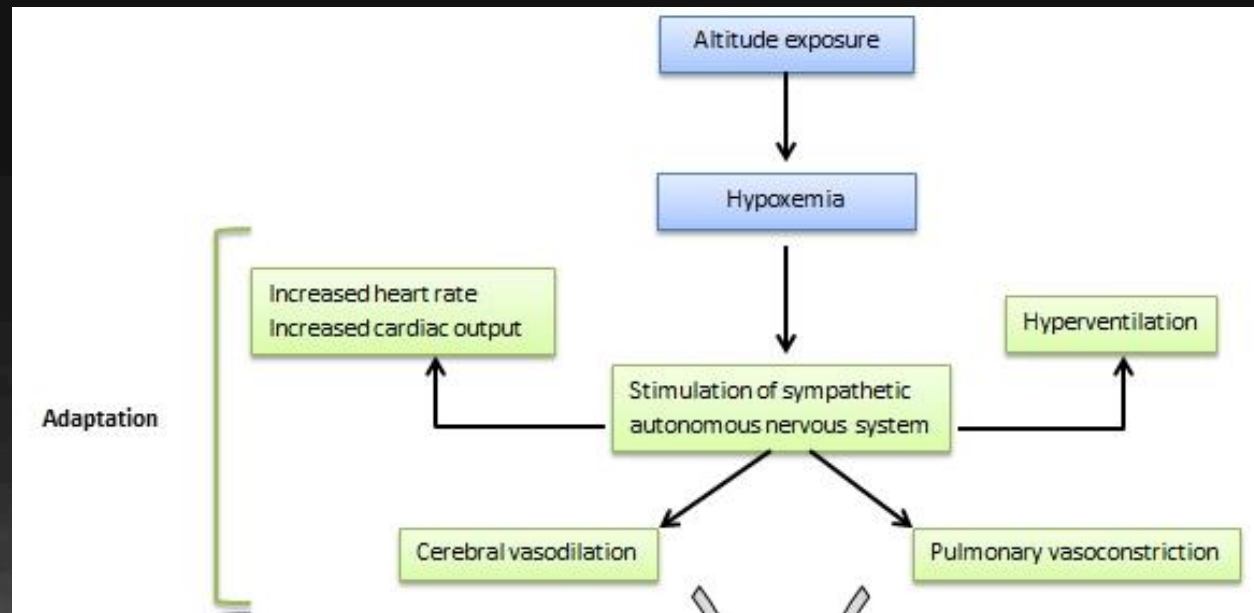 Altitude exposure
Hypoxemia
Increased heart rate
Increased cardiac output
Hyperventilation
Stimulation of sympathetic
autonomous nervous system
Adaptation
Cerebral vasodilation
Pulmonary vasoconstriction